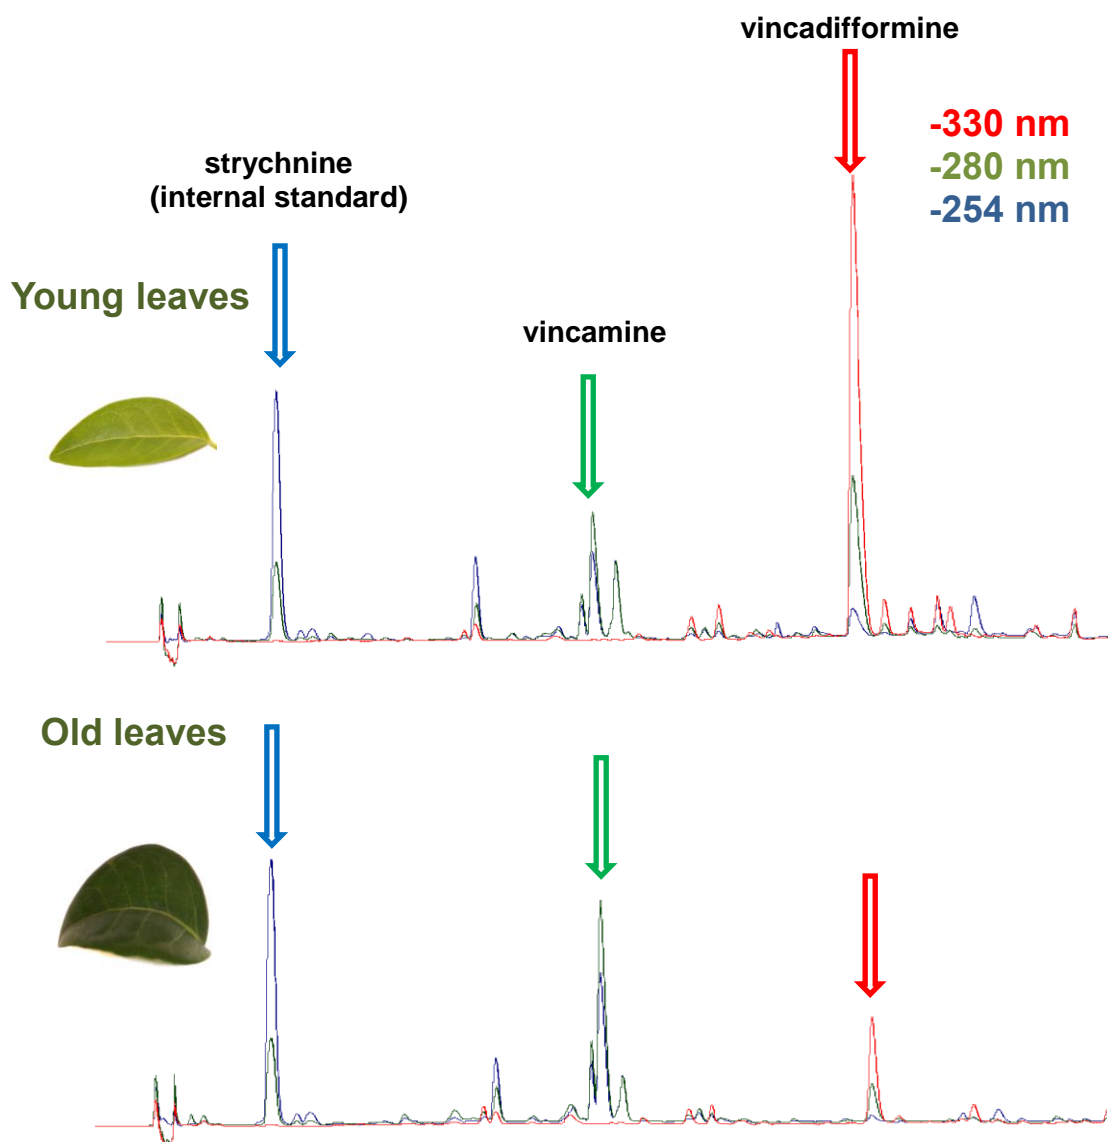 vincadifformine
-330 nm
-280 nm
-254 nm
strychnine
(internal standard)
Young leaves
vincamine
Old leaves